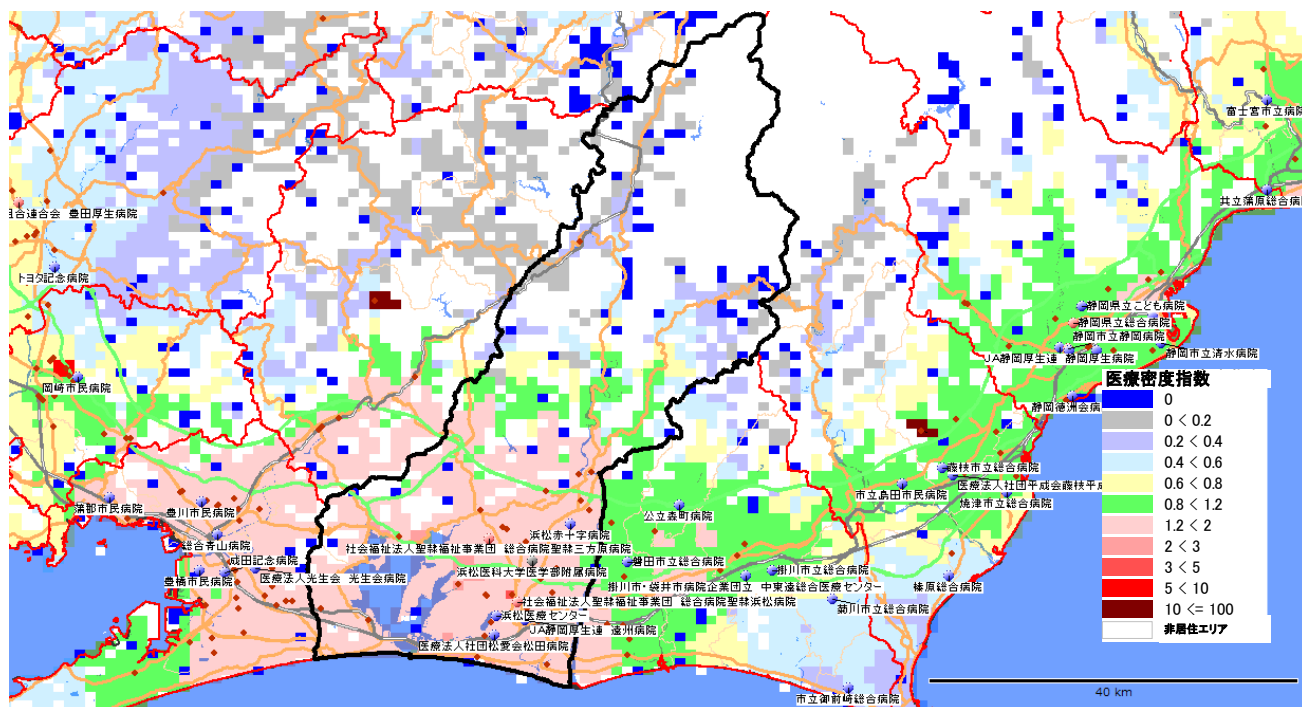 富士宮市立病院
共立蒲原総合病
組合連合会 豊田厚生病院
トヨタ記念病院
静岡県立こども病院
静岡県立総合病院
静岡市立静岡病院
JA静岡厚生連 静岡厚生病院
静岡市立清水病院
岡崎市民病院
静岡徳洲会病
医療密度指数
0
0 < 0.2
0.2 < 0.4
0.4 < 0.6
0.6 < 0.8
0.8 < 1.2
1.2 < 2
2 < 3
3 < 5
5 < 10
10 <= 100
非居住エリア
藤枝市立総合病院
医療法人社団平成会藤枝平成
市立島田市民病院
焼津市立総合病院
蒲郡市民病院
豊川市民病院
公立森町病院
浜松赤十字病院
総合青山病院
社会福祉法人聖隷福祉事業団 総合病院聖隷三方原病院
成田記念病院
磐田市立総合病院
豊橋市民病院
医療法人光生会 光生会病院
浜松医科大学医学部附属病院
掛川市立総合病院
掛川市・袋井市病院企業団立 中東遠総合医療センター
榛原総合病院
社会福祉法人聖隷福祉事業団 総合病院聖隷浜松病院
菊川市立総合病院
浜松医療センター
JA静岡厚生連 遠州病院
医療法人社団松愛会松田病院
市立御前崎総合病院
40 km